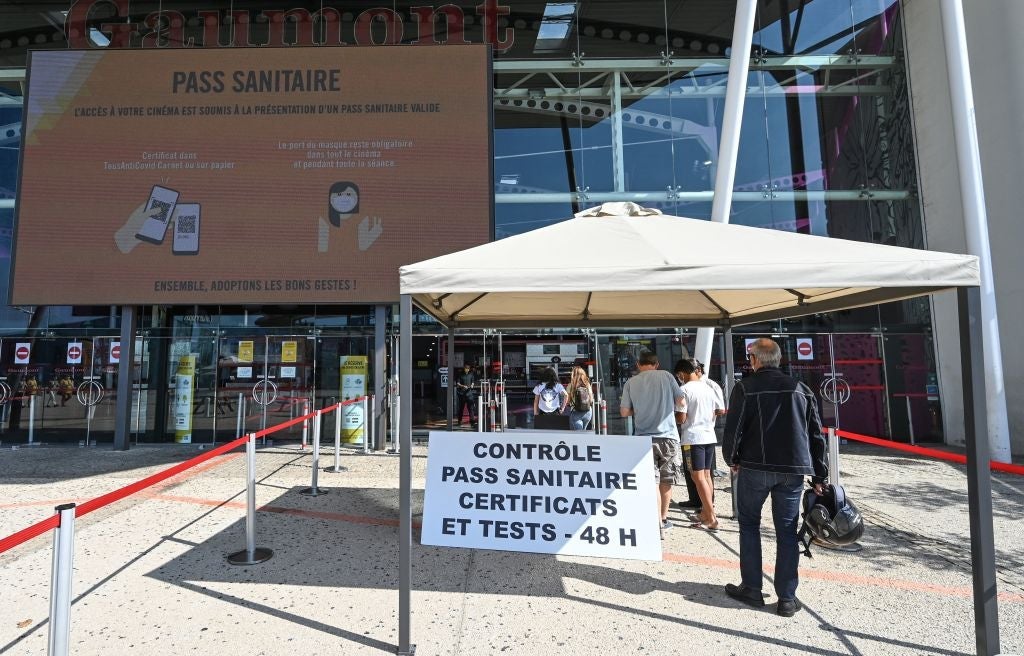 Gaumont
PASS SANITAIRE
L'ACCÈS À VOTRE CINÉMA EST SOUMIS À LA PRÉSENTATION D'UN PASS SANITAIRE VALIDE
Certificat dans
TousAntiCovid Carnet ou sur papier
Le port du masque reste obligatoire
dans tout le cinéma
et pendant toute la séance.
ENSEMBLE, ADOPTONS LES BONS GESTES !
CONTRÔLE
PASS SANITAIRE
CERTIFICATS
ET TESTS - 48 H